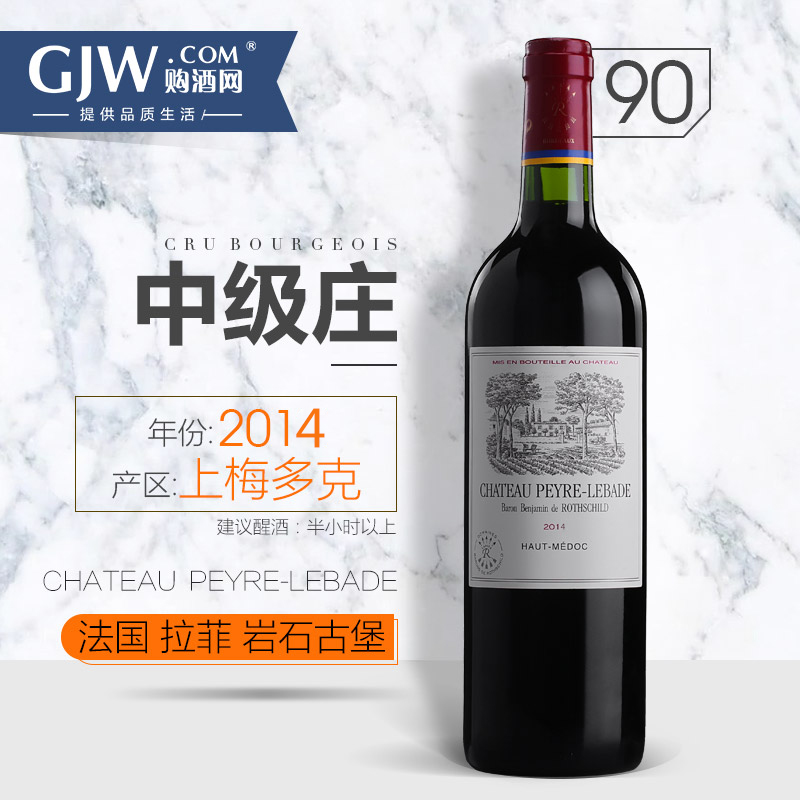 GJW.COM®
购酒网
提供品质生活
90
R
BORDEAUX
CRU BOURGEOIS
中级庄
年份:2014
产区:上梅多克
建议醒酒：半小时以上
CHATEAU PEYRE-LEBADE
法国 拉菲 岩石古堡
MIS EN BOUTEILLE AU CHATEAU
CHATEAU PEYRE-LEBADE
Baron Benjamin de ROTHSCHILD
2014
HAUT-MÉDOC
R